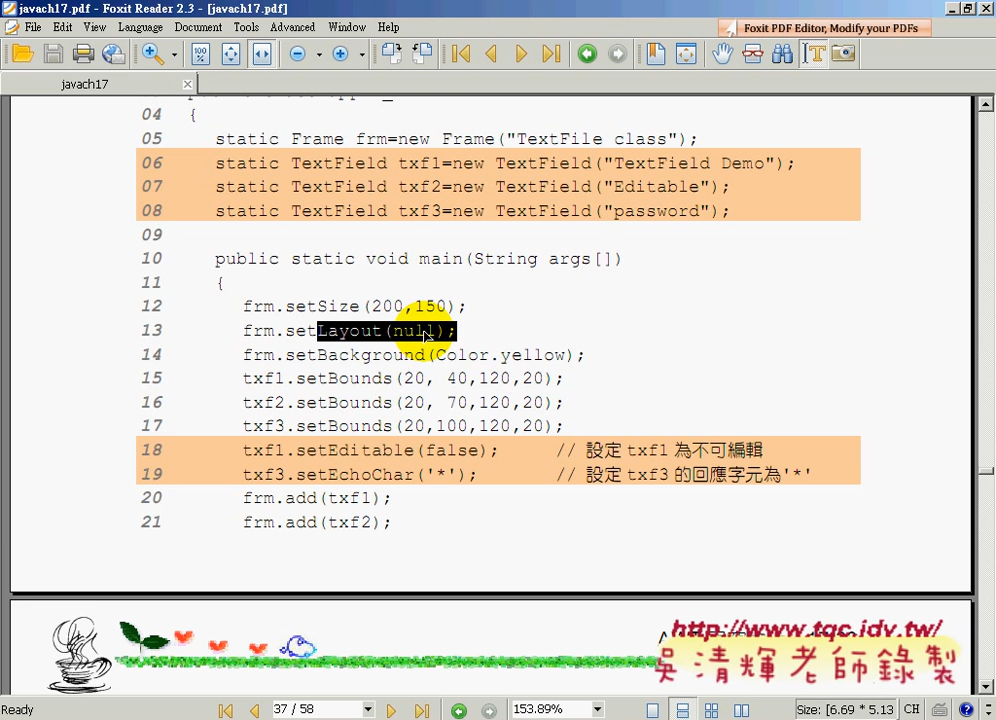 javach17.pdf - Foxit Reader 2.3 - [javach17.pdf]
File Edit View Language Document Tools Advanced Window Help
Foxit PDF Editor, Modify your PDFs
javach17
04 {
05 static Frame frm=new Frame("TextFile class");
06 static TextField txf1=new TextField("TextField Demo");
07 static TextField txf2=new TextField("Editable");
08 static TextField txf3=new TextField("password");
09
10 public static void main(String args[])
11 {
12 frm.setSize(200,150);
13 frm.setLayout(null);
14 frm.setBackground(Color.yellow);
15 txf1.setBounds(20, 40,120,20);
16 txf2.setBounds(20, 70,120,20);
17 txf3.setBounds(20,100,120,20);
18 txf1.setEditable(false); // 設定 txf1 為不可編輯
19 txf3.setEchoChar('*'); // 設定 txf3 的回應字元為'*'
20 frm.add(txf1);
21 frm.add(txf2);
http://www.tqc.idv.tw/
吳清輝老師錄製
Ready 37 / 58 153.89% Size: [6.69 * 5.13 CH